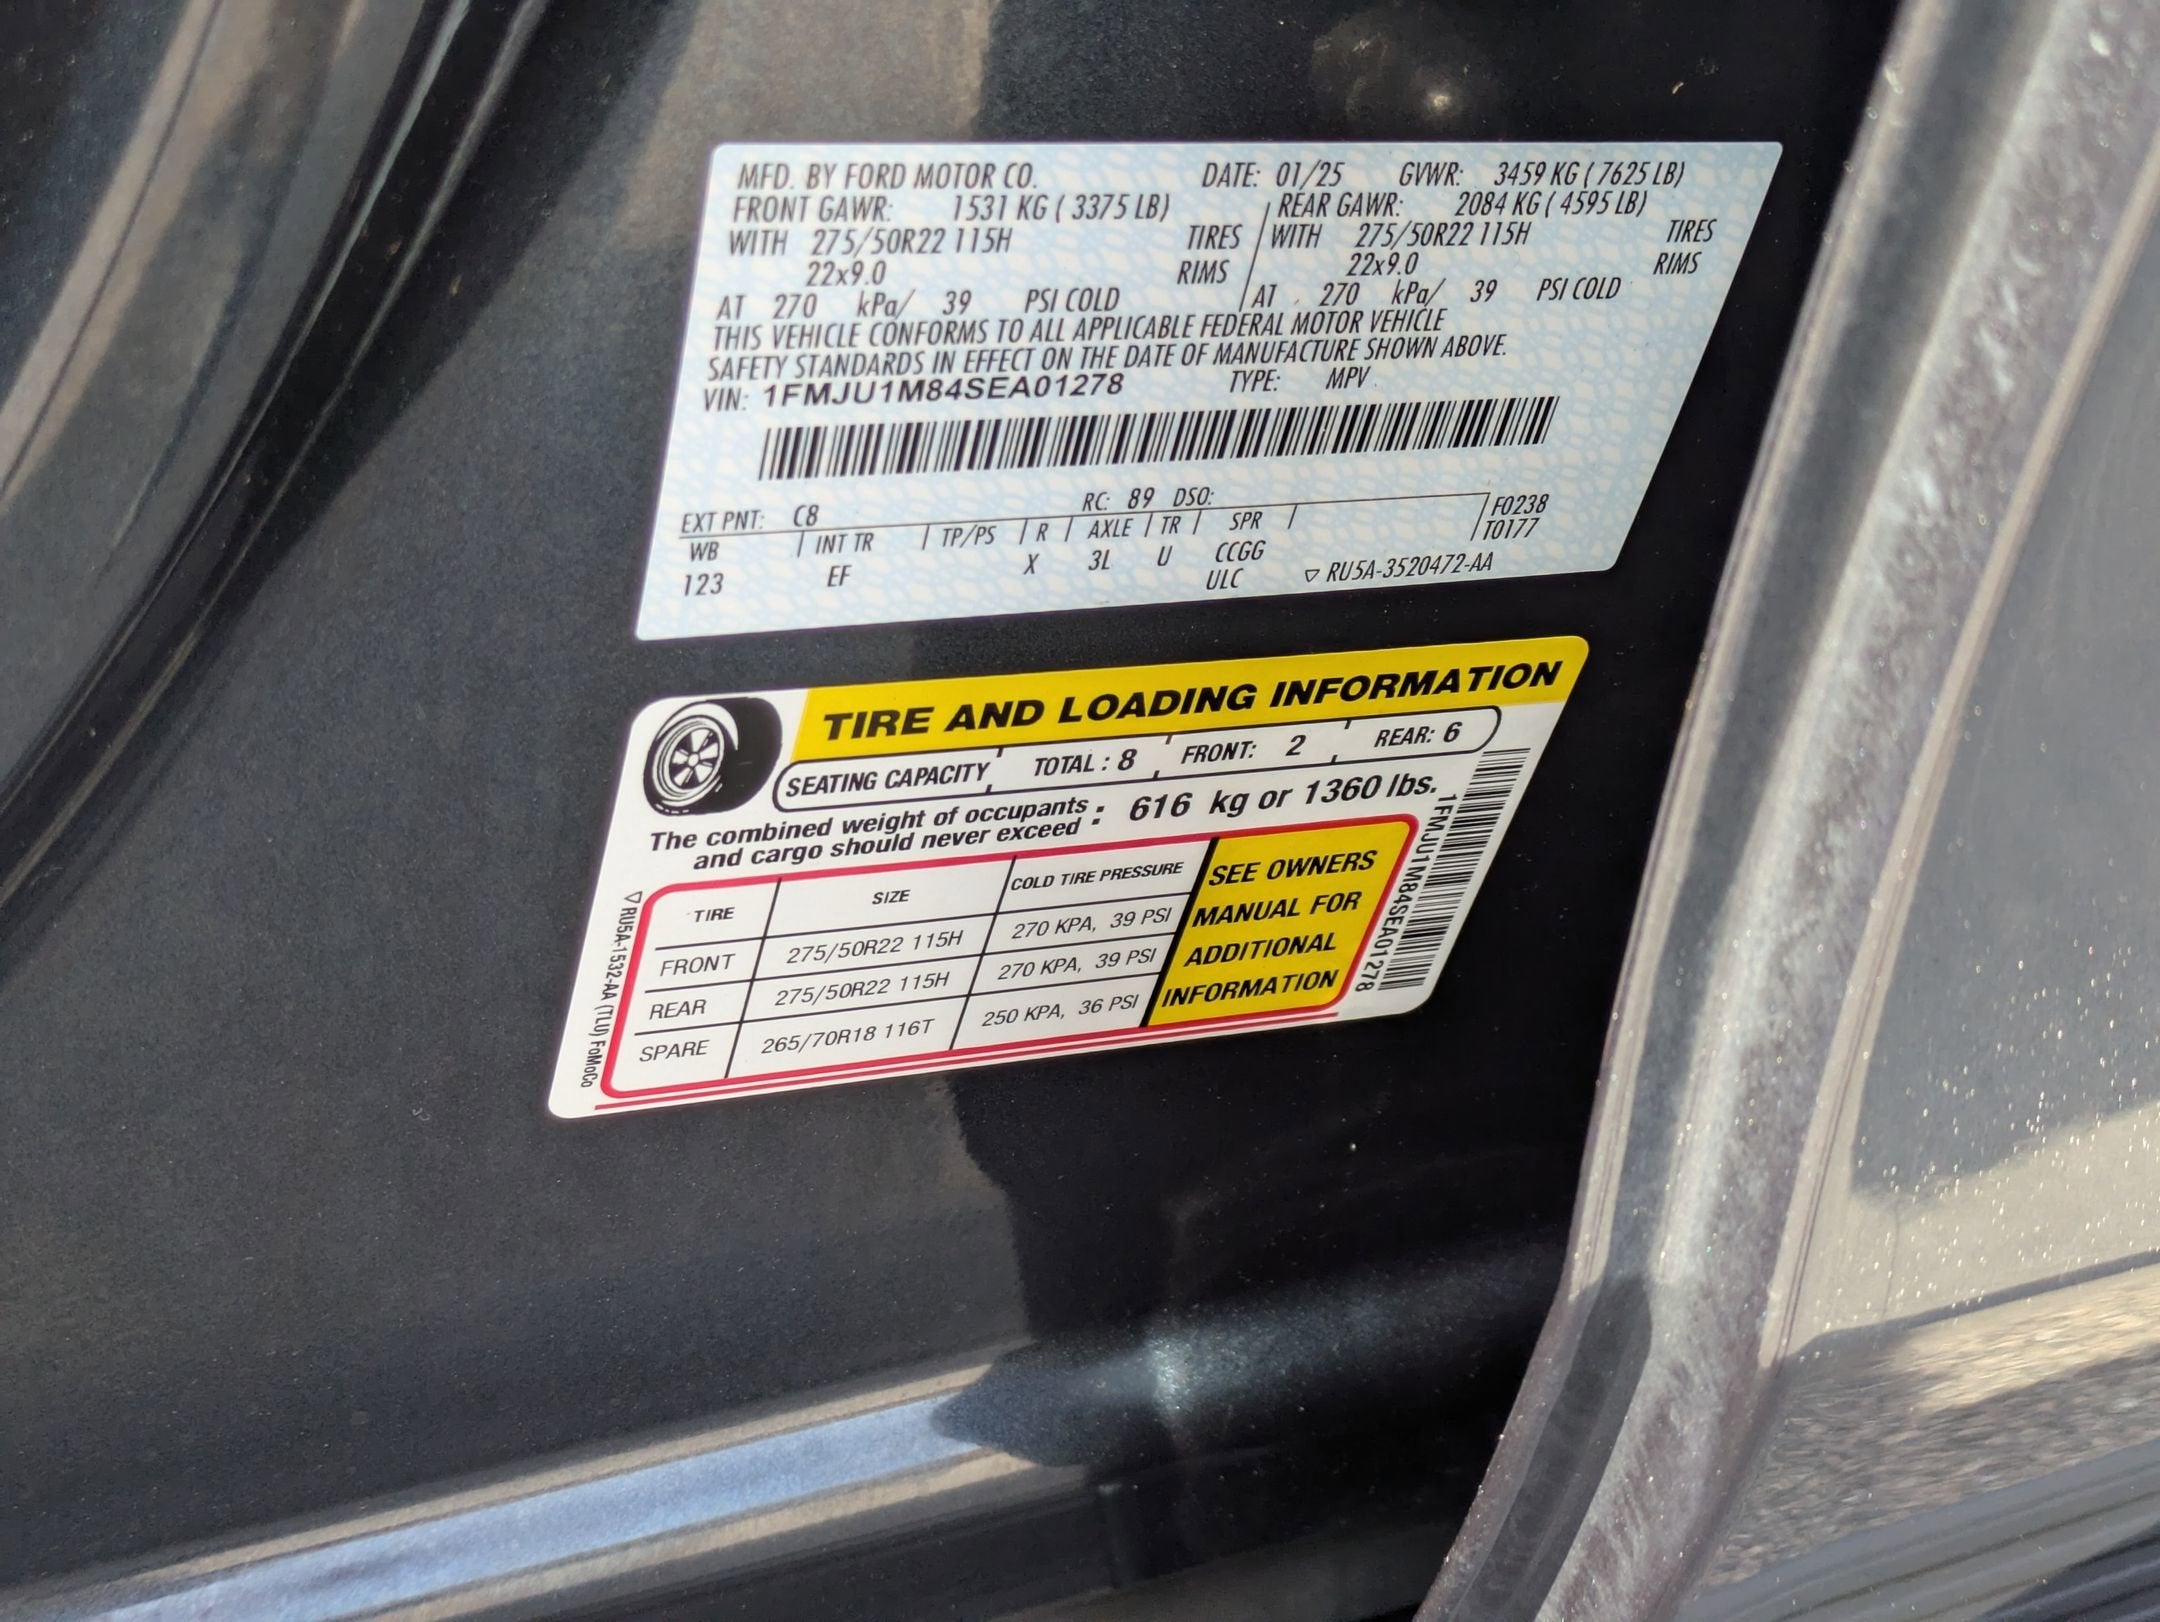 MFD. BY FORD MOTOR CO. DATE: 01/25 GVWR: 3459 KG ( 7625 LB)
FRONT GAWR: 1531 KG ( 3375 LB) REAR GAWR: 2084 KG ( 4595 LB)
WITH 275/50R22 115H TIRES WITH 275/50R22 115H TIRES
22x9.0 RIMS 22x9.0 RIMS
AT 270 kPa/ 39 PSI COLD AT 270 kPa/ 39 PSI COLD
THIS VEHICLE CONFORMS TO ALL APPLICABLE FEDERAL MOTOR VEHICLE
SAFETY STANDARDS IN EFFECT ON THE DATE OF MANUFACTURE SHOWN ABOVE.
VIN: 1FMJU1M84SEA01278 TYPE: MPV
EXT PNT: C8 RC: 89 DSO: F0238
WB INT TR TP/PS R AXLE TR SPR T0177
123 EF X 3L U CCGG
ULC RU5A-3520472-AA
TIRE AND LOADING INFORMATION
SEATING CAPACITY TOTAL : 8 FRONT: 2 REAR: 6
The combined weight of occupants and cargo should never exceed : 616 kg or 1360 lbs.
TIRE SIZE COLD TIRE PRESSURE
FRONT 275/50R22 115H 270 KPA, 39 PSI
REAR 275/50R22 115H 270 KPA, 39 PSI
SPARE 265/70R18 116T 250 KPA, 36 PSI
SEE OWNERS
MANUAL FOR
ADDITIONAL
INFORMATION
1FMJU1M84SEA01278
RU5A-1532-AA (TLU) FoMoCo